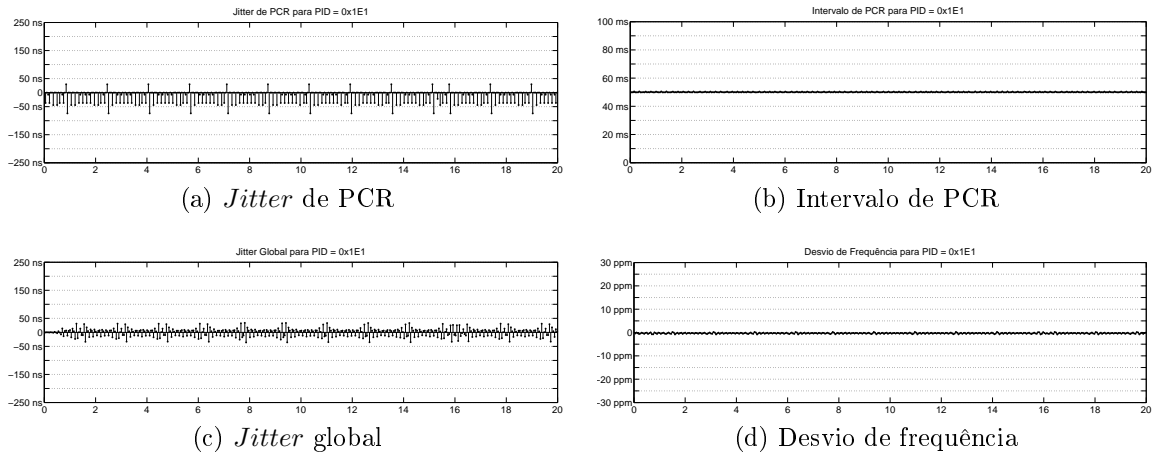 Jitter de PCR para PID = 0x1E1
250 ns
150 ns
50 ns
0
−50 ns
−150 ns
−250 ns
0 2 4 6 8 10 12 14 16 18 20
(a) Jitter de PCR
Intervalo de PCR para PID = 0x1E1
100 ms
80 ms
60 ms
40 ms
20 ms
0
0 2 4 6 8 10 12 14 16 18 20
(b) Intervalo de PCR
Jitter Global para PID = 0x1E1
250 ns
150 ns
50 ns
0
−50 ns
−150 ns
−250 ns
0 2 4 6 8 10 12 14 16 18 20
(c) Jitter global
Desvio de Frequência para PID = 0x1E1
30 ppm
20 ppm
10 ppm
0
-10 ppm
-20 ppm
-30 ppm
0 2 4 6 8 10 12 14 16 18 20
(d) Desvio de frequência